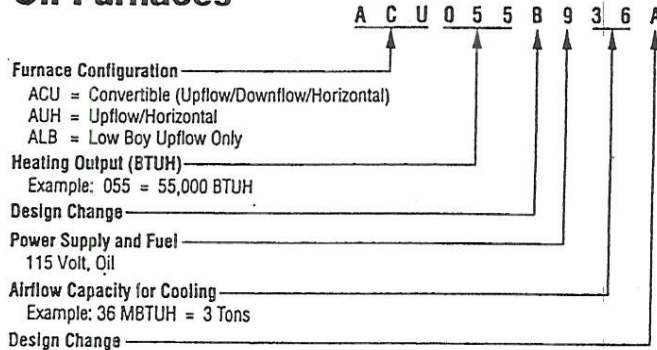 A C U 0 5 5 B 9 3 6 A
Furnace Configuration
ACU = Convertible (Upflow/Downflow/Horizontal)
AUH = Upflow/Horizontal
ALB = Low Boy Upflow Only
Heating Output (BTUH)
Example: 055 = 55,000 BTUH
Design Change
Power Supply and Fuel
115 Volt, Oil
Airflow Capacity for Cooling
Example: 36 MBTUH = 3 Tons
Design Change